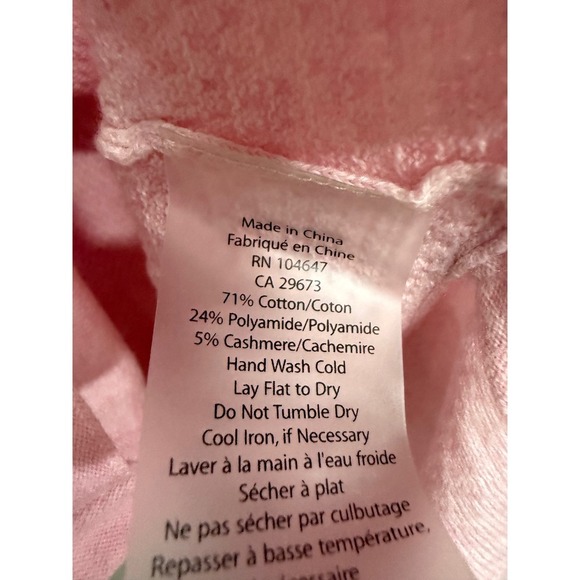 Made in China
Fabriqué en Chine
RN 104647
CA 29673
71% Cotton/Coton
24% Polyamide/Polyamide
5% Cashmere/Cachemire
Hand Wash Cold
Lay Flat to Dry
Do Not Tumble Dry
Cool Iron, if Necessary
Laver à la main à l'eau froide
Sécher à plat
Ne pas sécher par culbutage
Repasser à basse température,